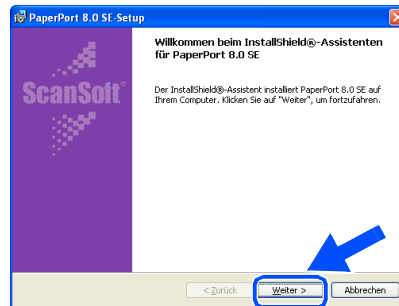 PaperPort 8.0 SE-Setup
Willkommen beim InstallShield®-Assistenten
für PaperPort 8.0 SE
ScanSoft®
Der InstallShield®-Assistent installiert PaperPort 8.0 SE auf
Ihrem Computer. Klicken Sie auf "Weiter", um fortzufahren.
< Zurück
Weiter >
Abbrechen